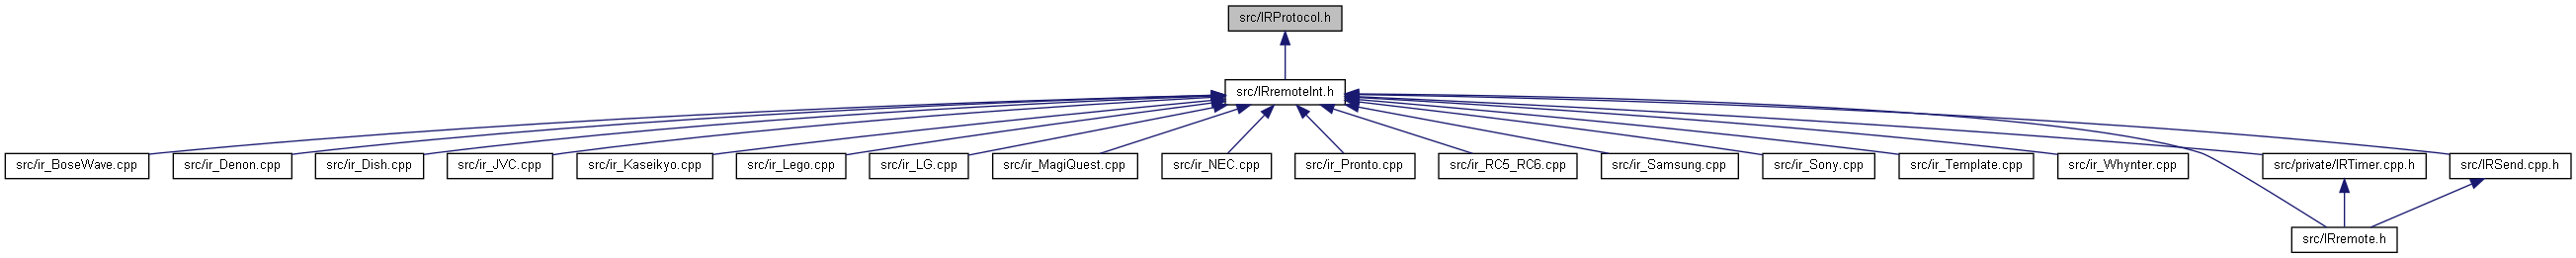 src/IRProtocol.h
src/IRremoteInt.h
src/ir_BoseWave.cpp
src/ir_Denon.cpp
src/ir_Dish.cpp
src/ir_JVC.cpp
src/ir_Kaseikyo.cpp
src/ir_Lego.cpp
src/ir_LG.cpp
src/ir_MagiQuest.cpp
src/ir_NEC.cpp
src/ir_Pronto.cpp
src/ir_RC5_RC6.cpp
src/ir_Samsung.cpp
src/ir_Sony.cpp
src/ir_Template.cpp
src/ir_Whynter.cpp
src/private/IRTimer.cpp.h
src/IRSend.cpp.h
src/IRremote.h